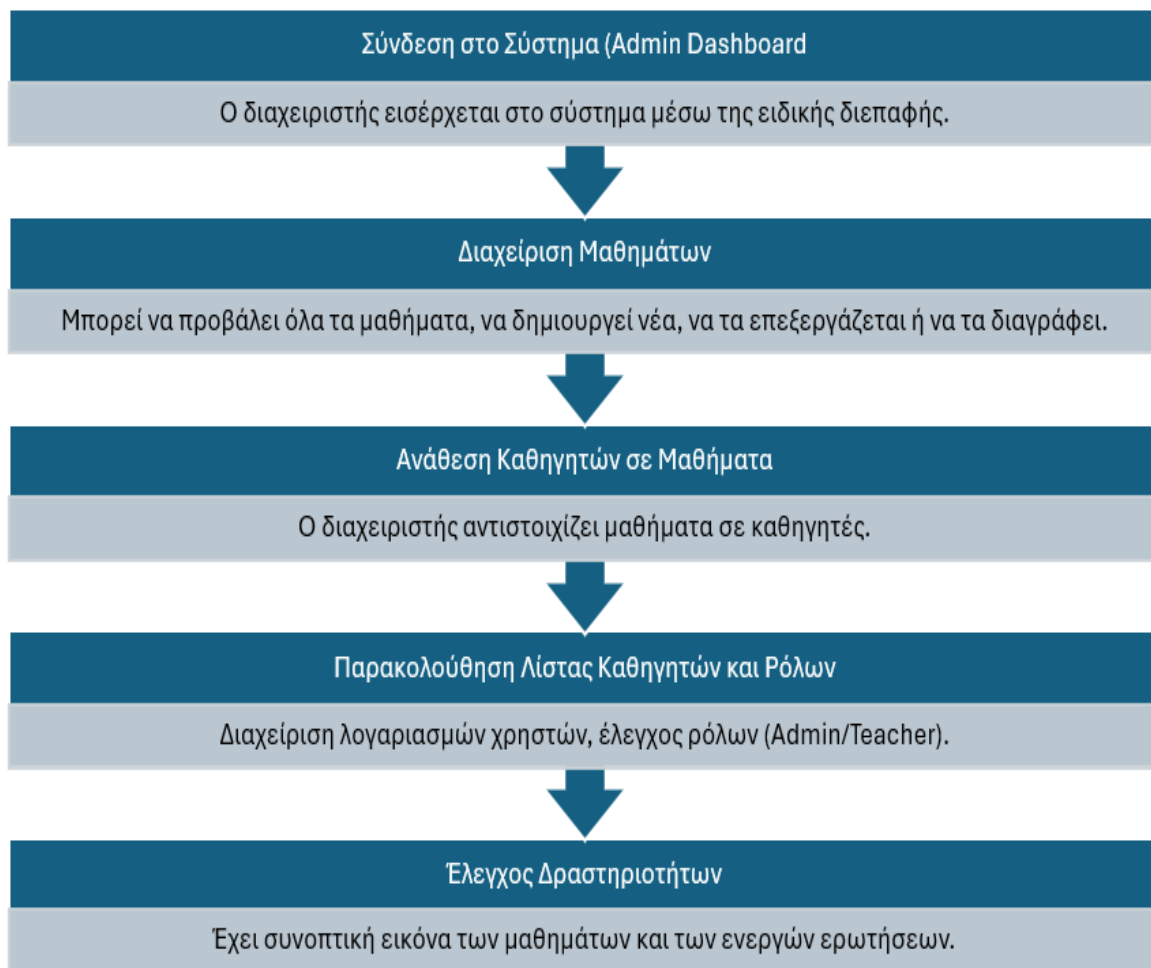 Σύνδεση στο Σύστημα (Admin Dashboard
Ο διαχειριστής εισέρχεται στο σύστημα μέσω της ειδικής διεπαφής.
Διαχείριση Μαθημάτων
Μπορεί να προβάλει όλα τα μαθήματα, να δημιουργεί νέα, να τα επεξεργάζεται ή να τα διαγράφει.
Ανάθεση Καθηγητών σε Μαθήματα
Ο διαχειριστής αντιστοιχίζει μαθήματα σε καθηγητές.
Παρακολούθηση Λίστας Καθηγητών και Ρόλων
Διαχείριση λογαριασμών χρηστών, έλεγχος ρόλων (Admin/Teacher).
Έλεγχος Δραστηριοτήτων
Έχει συνοπτική εικόνα των μαθημάτων και των ενεργών ερωτήσεων.